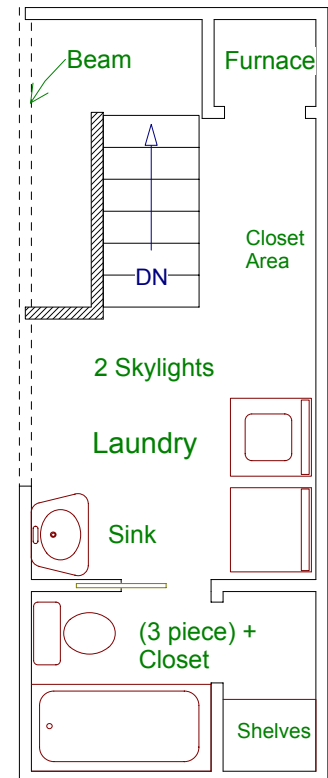 Beam
Furnace
Closet
Area
DN
2 Skylights
Laundry
Sink
(3 piece) +
Closet
Shelves